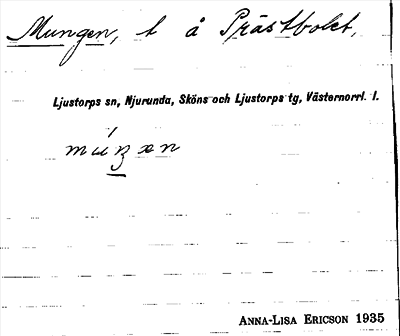 Mungen, t å Prästbolet,
Ljustorps sn, Njurunda, Sköns och Ljustorps tg, Västernorrl. l.
ANNA-LISA ERICSON 1935